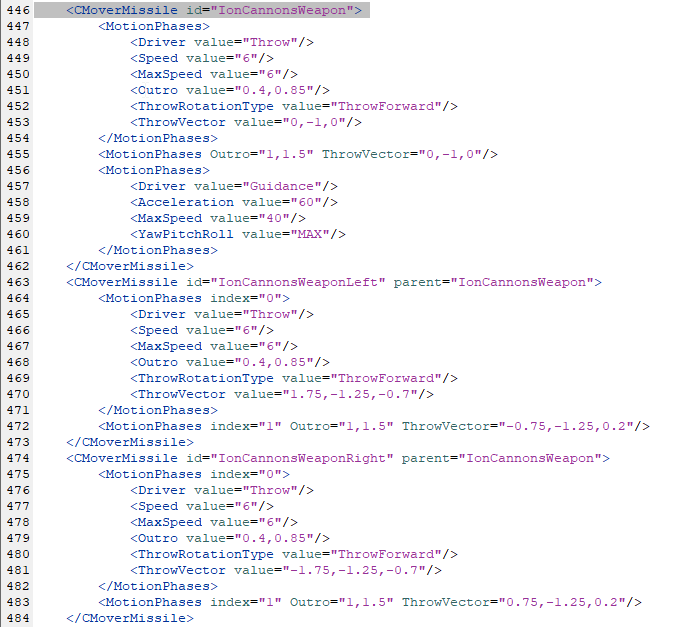 446 <CMoverMissile id="IonCannonsWeapon">
447 <MotionPhases>
448 <Driver value="Throw"/>
449 <Speed value="6"/>
450 <MaxSpeed value="6"/>
451 <Outro value="0.4,0.85"/>
452 <ThrowRotationType value="ThrowForward"/>
453 <ThrowVector value="0,-1,0"/>
454 </MotionPhases>
455 <MotionPhases Outro="1,1.5" ThrowVector="0,-1,0"/>
456 <MotionPhases>
457 <Driver value="Guidance"/>
458 <Acceleration value="60"/>
459 <MaxSpeed value="40"/>
460 <YawPitchRoll value="MAX"/>
461 </MotionPhases>
462 </CMoverMissile>
463 <CMoverMissile id="IonCannonsWeaponLeft" parent="IonCannonsWeapon">
464 <MotionPhases index="0">
465 <Driver value="Throw"/>
466 <Speed value="6"/>
467 <MaxSpeed value="6"/>
468 <Outro value="0.4,0.85"/>
469 <ThrowRotationType value="ThrowForward"/>
470 <ThrowVector value="1.75,-1.25,-0.7"/>
471 </MotionPhases>
472 <MotionPhases index="1" Outro="1,1.5" ThrowVector="-0.75,-1.25,0.2"/>
473 </CMoverMissile>
474 <CMoverMissile id="IonCannonsWeaponRight" parent="IonCannonsWeapon">
475 <MotionPhases index="0">
476 <Driver value="Throw"/>
477 <Speed value="6"/>
478 <MaxSpeed value="6"/>
479 <Outro value="0.4,0.85"/>
480 <ThrowRotationType value="ThrowForward"/>
481 <ThrowVector value="-1.75,-1.25,-0.7"/>
482 </MotionPhases>
483 <MotionPhases index="1" Outro="1,1.5" ThrowVector="0.75,-1.25,0.2"/>
484 </CMoverMissile>